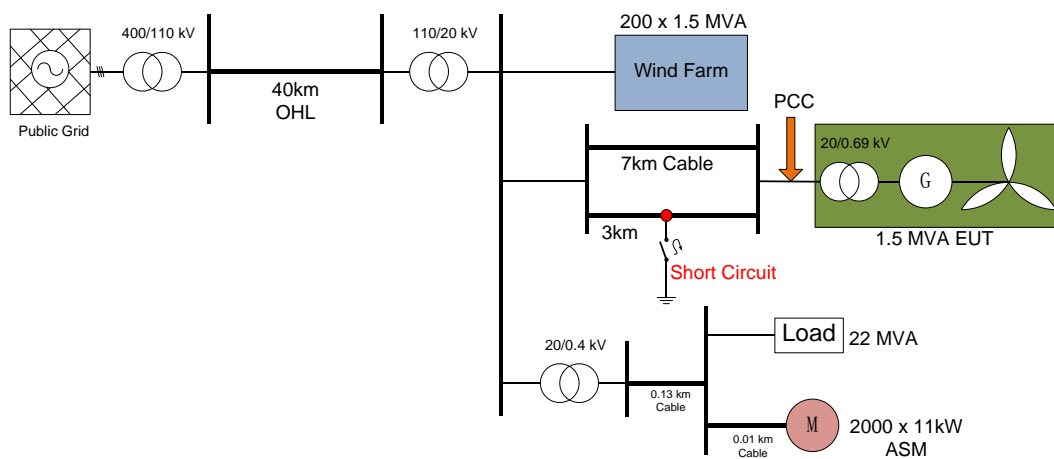 400/110 kV
Public Grid
40km
OHL
110/20 kV
200 x 1.5 MVA
Wind Farm
PCC
7km Cable
20/0.69 kV
G
1.5 MVA EUT
3km
Short Circuit
20/0.4 kV
0.13 km
Cable
Load
22 MVA
0.01 km
Cable
M
2000 x 11kW
ASM